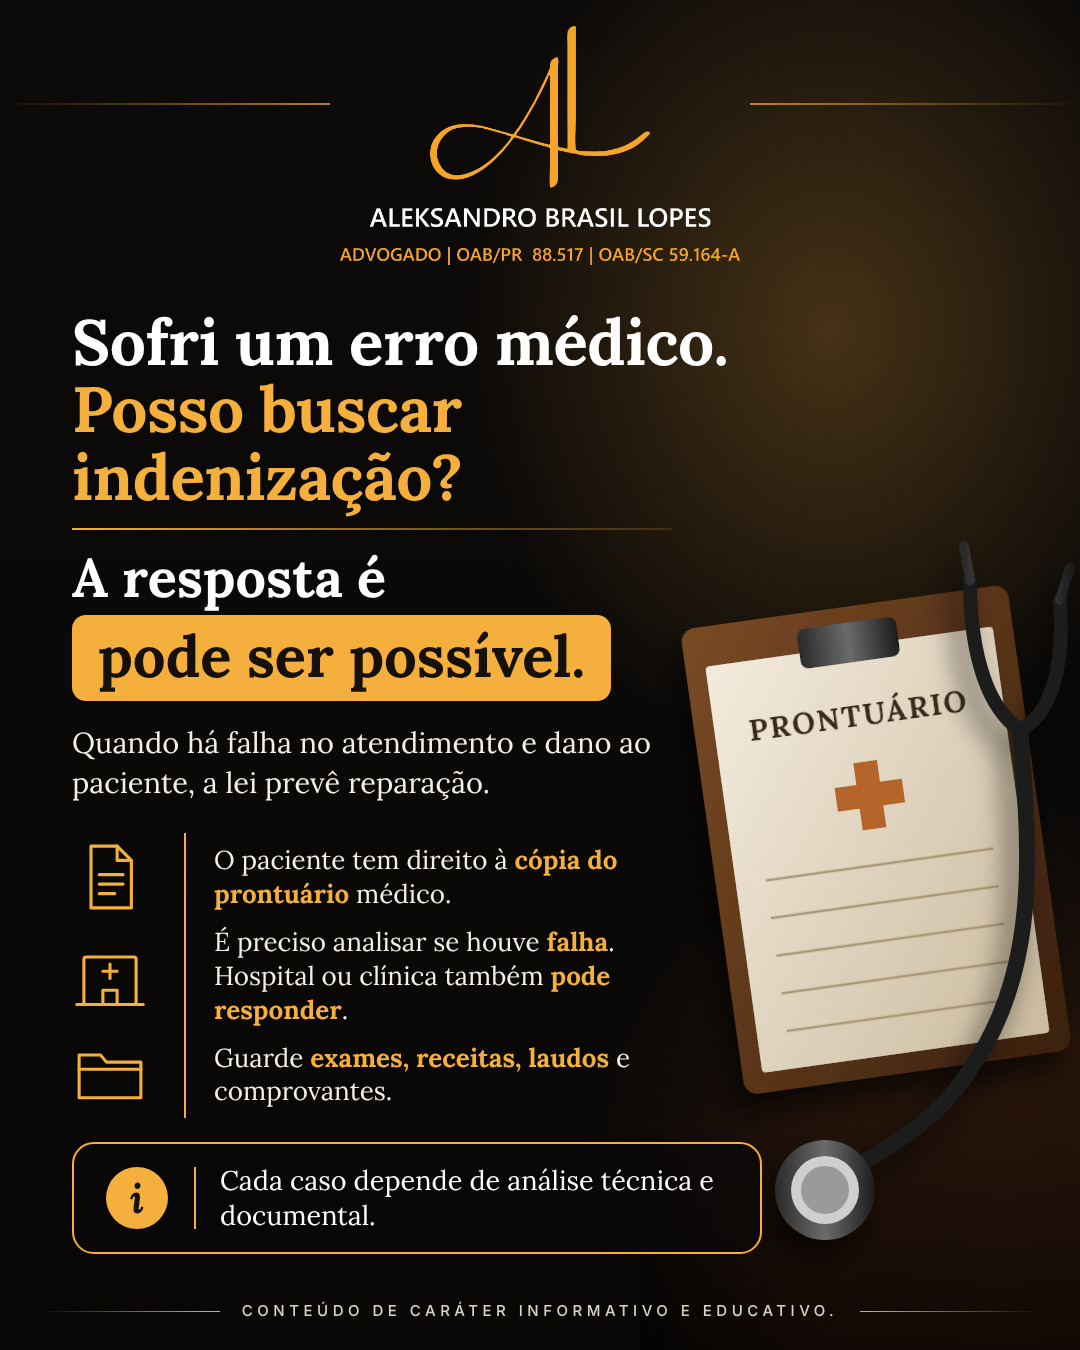 AL
ALEKSANDRO BRASIL LOPES
ADVOGADO | OAB/PR 88.517 | OAB/SC 59.164-A
Sofri um erro médico.
Posso buscar
indenização?
A resposta é
pode ser possível.
Quando há falha no atendimento e dano ao
paciente, a lei prevê reparação.
PRONTUÁRIO
O paciente tem direito à cópia do
prontuário médico.
É preciso analisar se houve falha.
Hospital ou clínica também pode
responder.
Guarde exames, receitas, laudos e
comprovantes.
i
Cada caso depende de análise técnica e
documental.
CONTEÚDO DE CARÁTER INFORMATIVO E EDUCATIVO.